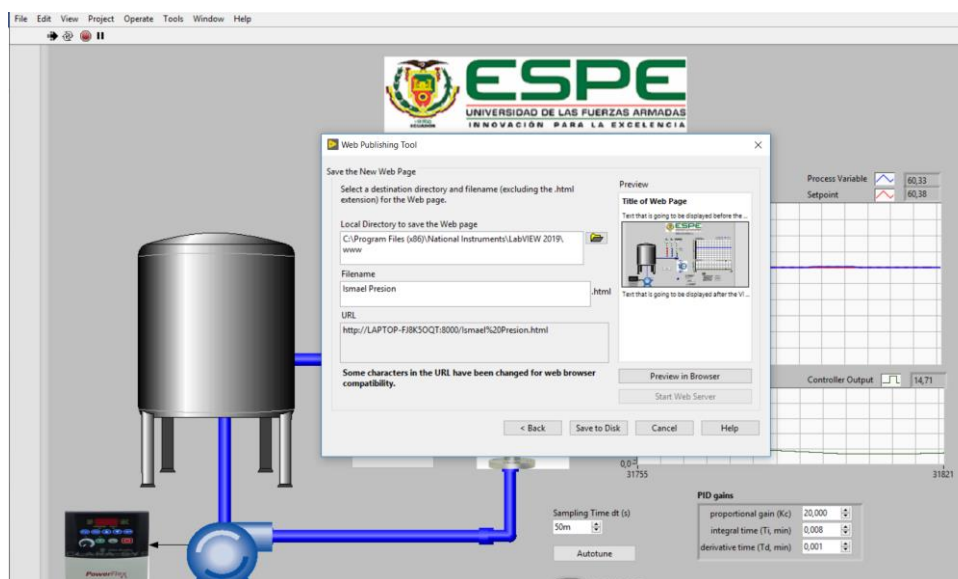 File Edit View Project Operate Tools Window Help
ESPE
UNIVERSIDAD DE LAS FUERZAS ARMADAS
INNOVACIÓN PARA LA EXCELENCIA
ECUADOR
Web Publishing Tool
Save the New Web Page
Select a destination directory and filename (excluding the .html
extension) for the Web page.
Local Directory to save the Web page
C:\Program Files (x86)\National Instruments\LabVIEW 2019\
www
Filename
Ismael Presion
.html
URL
http://LAPTOP-FJ8K5OQT:8000/Ismael%20Presion.html
Some characters in the URL have been changed for web browser
compatibility.
Preview
Title of Web Page
Text that is going to be displayed before the ...
ESPE
Text that is going to be displayed after the VI ...
Preview in Browser
Start Web Server
< Back Save to Disk Cancel Help
Process Variable 60,33
Setpoint 60,38
Controller Output 14,71
0,0
31755 31821
Sampling Time dt (s)
50m
Autotune
PID gains
proportional gain (Kc) 20,000
integral time (Ti, min) 0,008
derivative time (Td, min) 0,001
PowerFlex